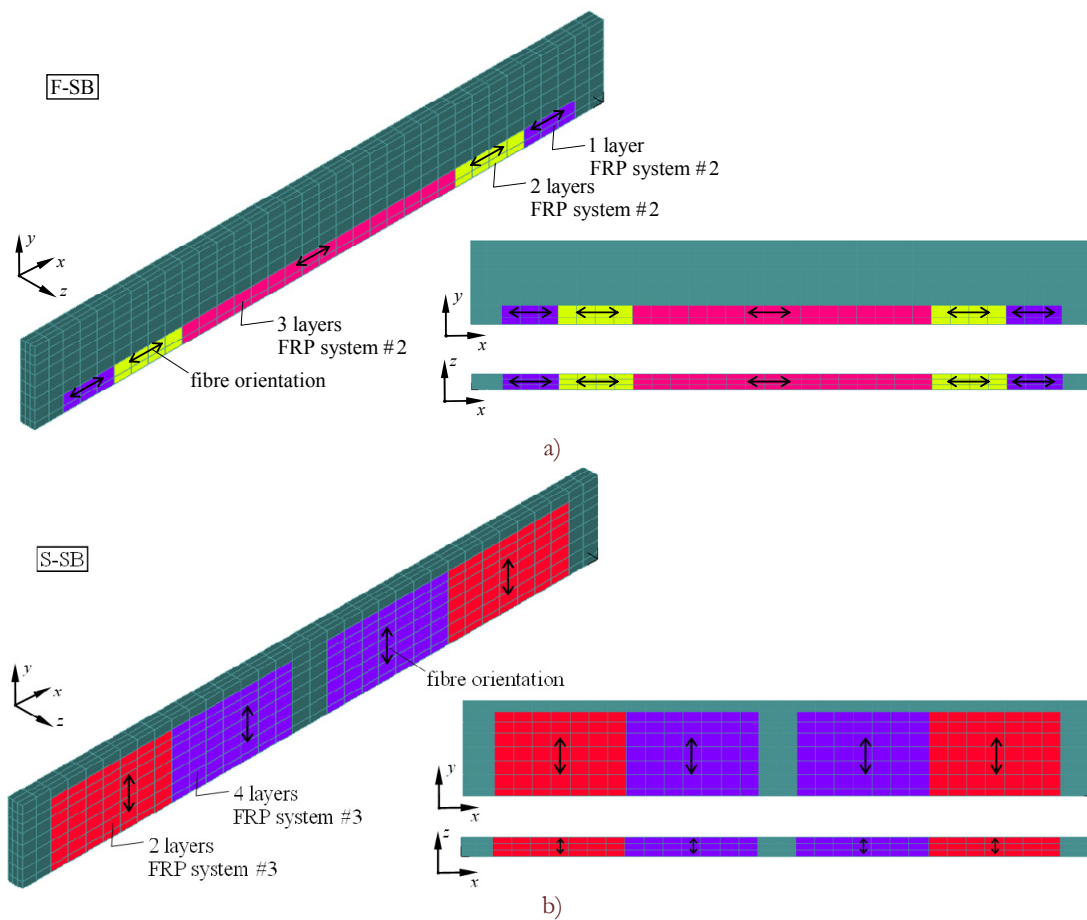 F-SB
1 layer
FRP system #2
2 layers
FRP system #2
3 layers
FRP system #2
fibre orientation
y
x
z
y
x
z
x
a)
S-SB
fibre orientation
4 layers
FRP system #3
2 layers
FRP system #3
y
x
z
y
x
z
x
b)